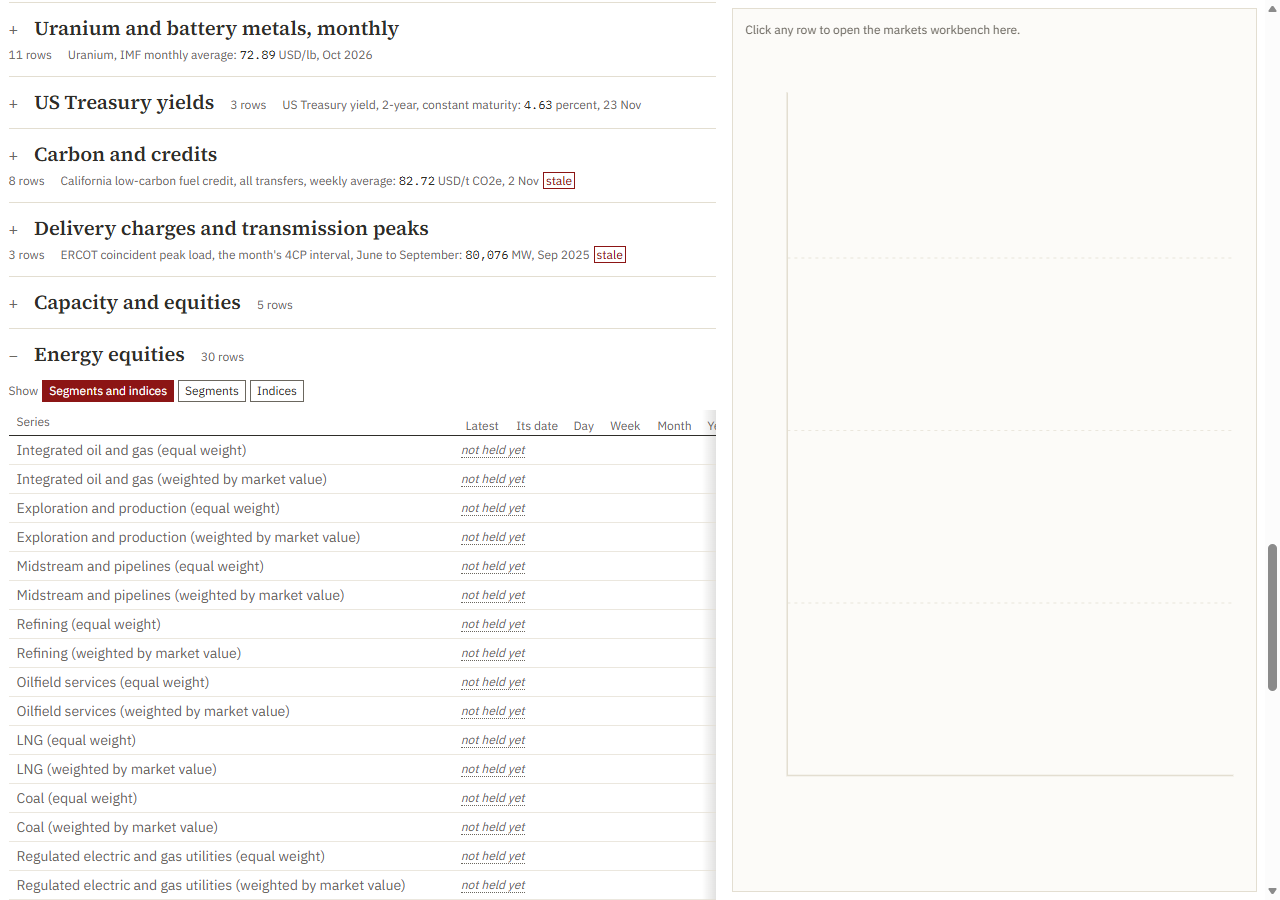 + Uranium and battery metals, monthly
11 rows Uranium, IMF monthly average: 72.89 USD/lb, Oct 2026
+ US Treasury yields 3 rows US Treasury yield, 2-year, constant maturity: 4.63 percent, 23 Nov
+ Carbon and credits
8 rows California low-carbon fuel credit, all transfers, weekly average: 82.72 USD/t CO2e, 2 Nov stale
+ Delivery charges and transmission peaks
3 rows ERCOT coincident peak load, the month's 4CP interval, June to September: 80,076 MW, Sep 2025 stale
+ Capacity and equities 5 rows
− Energy equities 30 rows
Show Segments and indices Segments Indices
Series Latest Its date Day Week Month
Integrated oil and gas (equal weight) not held yet
Integrated oil and gas (weighted by market value) not held yet
Exploration and production (equal weight) not held yet
Exploration and production (weighted by market value) not held yet
Midstream and pipelines (equal weight) not held yet
Midstream and pipelines (weighted by market value) not held yet
Refining (equal weight) not held yet
Refining (weighted by market value) not held yet
Oilfield services (equal weight) not held yet
Oilfield services (weighted by market value) not held yet
LNG (equal weight) not held yet
LNG (weighted by market value) not held yet
Coal (equal weight) not held yet
Coal (weighted by market value) not held yet
Regulated electric and gas utilities (equal weight) not held yet
Regulated electric and gas utilities (weighted by market value) not held yet
Click any row to open the markets workbench here.